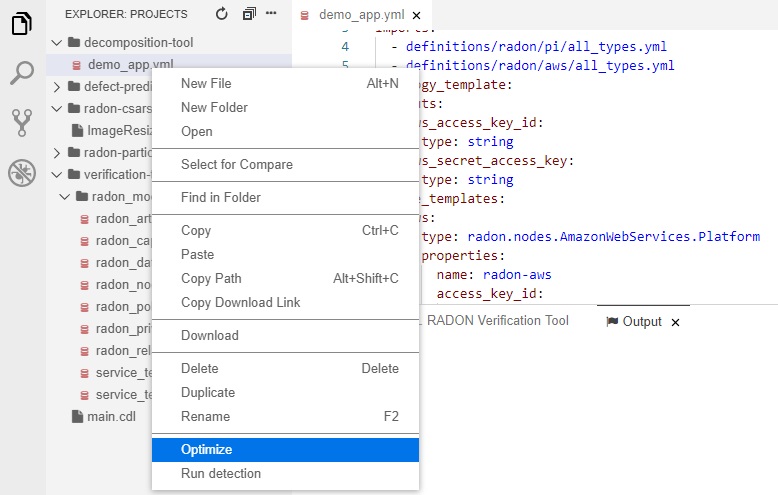 EXPLORER: PROJECTS
decomposition-tool
demo_app.yml
defect-predi
radon-csars
ImageResiz
radon-partic
verification-t
radon_mo
radon_art
radon_cap
radon_da
radon_no
radon_po
radon_pri
radon_rel
service_te
service_te
main.cdl
New File Alt+N
New Folder
Open
Select for Compare
Find in Folder
Copy Ctrl+C
Paste
Copy Path Alt+Shift+C
Copy Download Link
Download
Delete Delete
Duplicate
Rename F2
Optimize
Run detection
demo_app.yml
3 imports:
4 - definitions/radon/pi/all_types.yml
5 - definitions/radon/aws/all_types.yml
ogy_template:
uts:
ws_access_key_id:
type: string
ws_secret_access_key:
type: string
e_templates:
ws:
type: radon.nodes.AmazonWebServices.Platform
properties:
name: radon-aws
access_key_id:
RADON Verification Tool
Output